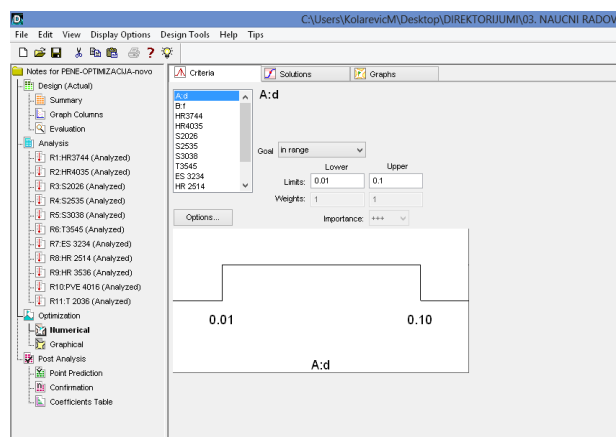 C:\Users\KolarevicM\Desktop\DIREKTORIJUMI\03. NAUCNI RADOV
File Edit View Display Options Design Tools Help Tips
Notes for PENE-OPTIMIZACIJA-novo
Design (Actual)
Summary
Graph Columns
Evaluation
Analysis
R1:HR3744 (Analyzed)
R2:HR4035 (Analyzed)
R3:S2026 (Analyzed)
R4:S2535 (Analyzed)
R5:S3038 (Analyzed)
R6:T3545 (Analyzed)
R7:ES 3234 (Analyzed)
R8:HR 2514 (Analyzed)
R9:HR 3536 (Analyzed)
R10:PVE 4016 (Analyzed)
R11:T 2036 (Analyzed)
Optimization
Numerical
Graphical
Post Analysis
Point Prediction
Confirmation
Coefficients Table
Criteria
Solutions
Graphs
A:d
B:f
HR3744
HR4035
S2026
S2535
S3038
T3545
ES 3234
HR 2514
A:d
Goal in range
Lower Upper
Limits: 0.01 0.1
Weights: 1 1
Options... Importance: +++
0.01 0.10
A:d